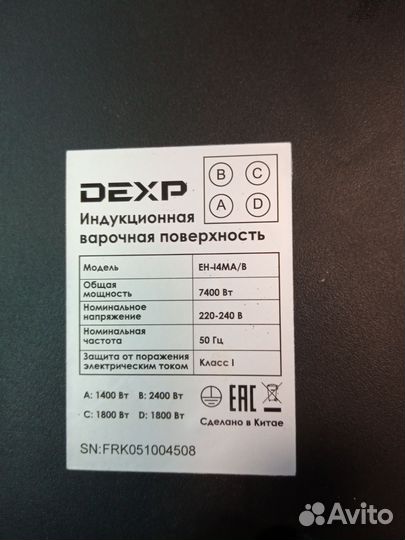 DEXP
B C
A D
Индукционная
варочная поверхность
Модель EH-I4MA/B
Общая
мощность 7400 Вт
Номинальное
напряжение 220-240 В
Номинальная
частота 50 Гц
Защита от поражения
электрическим током Класс I
A: 1400 Вт B: 2400 Вт
C: 1800 Вт D: 1800 Вт
EAC
Сделано в Китае
SN:FRK051004508
Avito